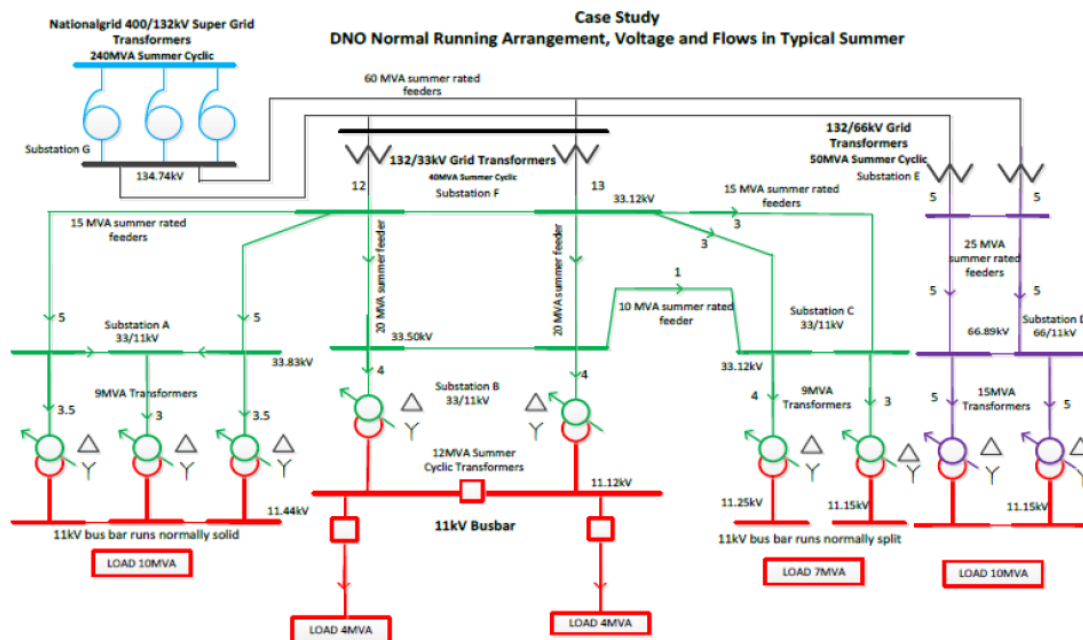 Case Study
DNO Normal Running Arrangement, Voltage and Flows in Typical Summer
Nationalgrid 400/132kV Super Grid
Transformers
240MVA Summer Cyclic
60 MVA summer rated
feeders
Substation G
134.74kV
132/33kV Grid Transformers
40MVA Summer Cyclic
Substation F
12
13
33.12kV
132/66kV Grid
Transformers
50MVA Summer Cyclic
Substation E
5
5
15 MVA summer rated
feeders
15 MVA summer rated
feeders
3
3
20 MVA summer feeder
20 MVA summer feeder
1
10 MVA summer rated
feeder
25 MVA
summer rated
feeders
5
5
5
5
Substation A
33/11kV
33.83kV
33.50kV
Substation C
33/11kV
33.12kV
66.89kV
Substation D
66/11kV
9MVA Transformers
3.5
3
3.5
4
Substation B
33/11kV
4
4
9MVA
Transformers
3
5
15MVA
Transformers
5
12MVA Summer
Cyclic Transformers
11.44kV
11.12kV
11.25kV
11.15kV
11.15kV
11kV bus bar runs normally solid
11kV Busbar
11kV bus bar runs normally split
LOAD 10MVA
LOAD 7MVA
LOAD 10MVA
LOAD 4MVA
LOAD 4MVA